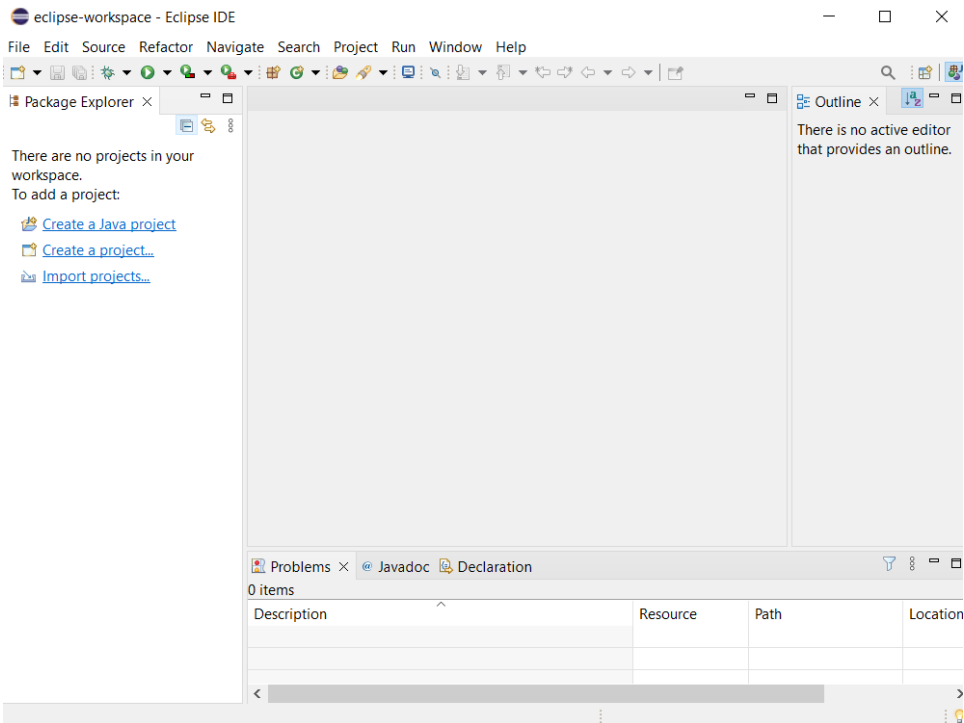 eclipse-workspace - Eclipse IDE
File Edit Source Refactor Navigate Search Project Run Window Help
Package Explorer
There are no projects in your
workspace.
To add a project:
Create a Java project
Create a project...
Import projects...
Outline
There is no active editor
that provides an outline.
Problems @ Javadoc Declaration
0 items
Description Resource Path Location